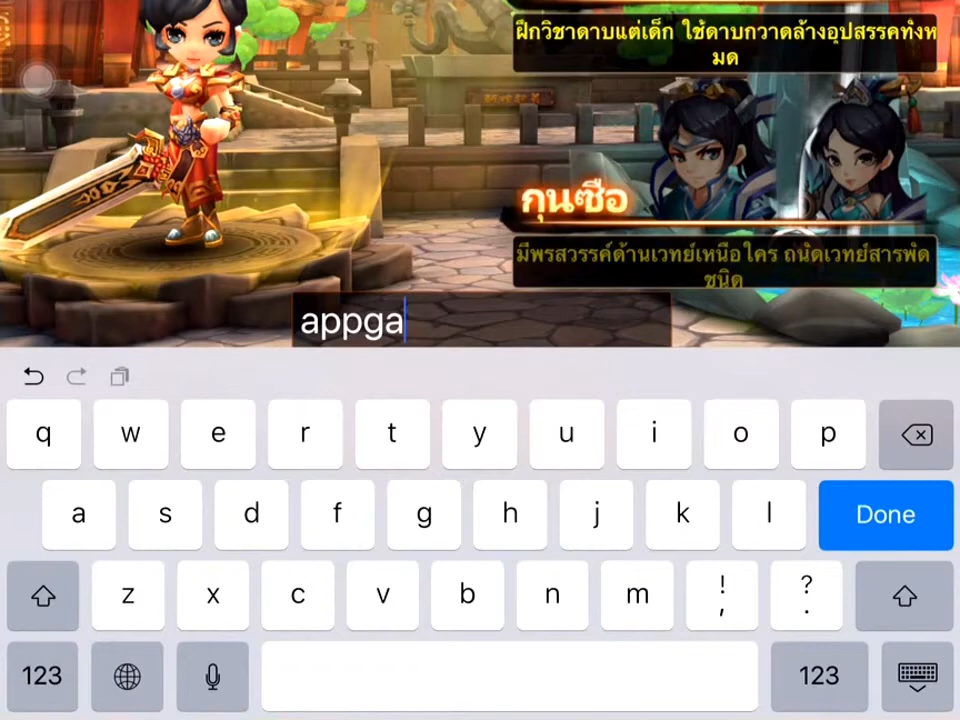 ฝึกวิชาดาบแต่เด็ก ใช้ดาบกวาดล้างอุปสรรคทั้งห
มด
กุนซือ
มีพรสวรรค์ด้านเวทย์เหนือใคร ถนัดเวทย์สารพัด
ชนิด
appga
q w e r t y u i o p
a s d f g h j k l Done
z x c v b n m ! , ? .
123 123